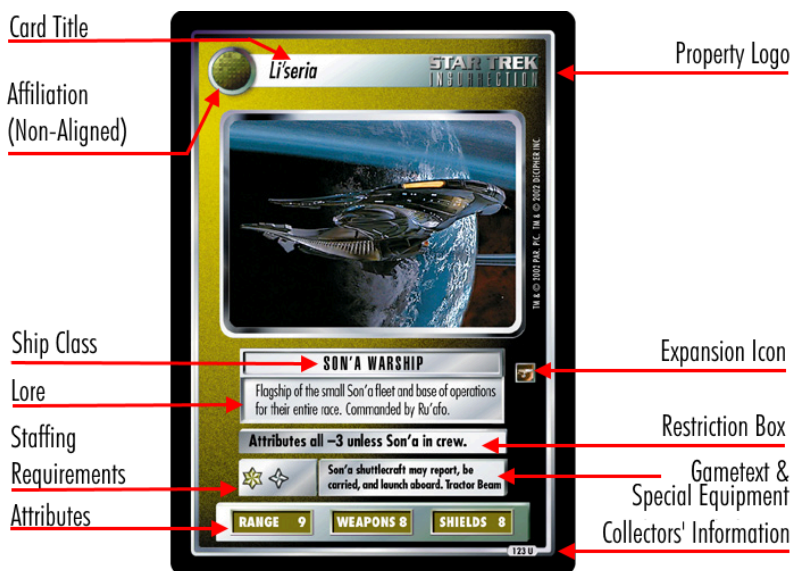 Card Title
Affiliation
(Non-Aligned)
Ship Class
Lore
Staffing
Requirements
Attributes
Li'seria
STAR TREK
INSURRECTION
TM & © 2002 PAR. PIC. TM & © 2002 DECIPHER INC.
SON'A WARSHIP
Flagship of the small Son'a fleet and base of operations
for their entire race. Commanded by Ru'afo.
Attributes all –3 unless Son'a in crew.
Son'a shuttlecraft may report, be
carried, and launch aboard. Tractor Beam
RANGE 9 WEAPONS 8 SHIELDS 8
123 U
Property Logo
Expansion Icon
Restriction Box
Gametext &
Special Equipment
Collectors' Information